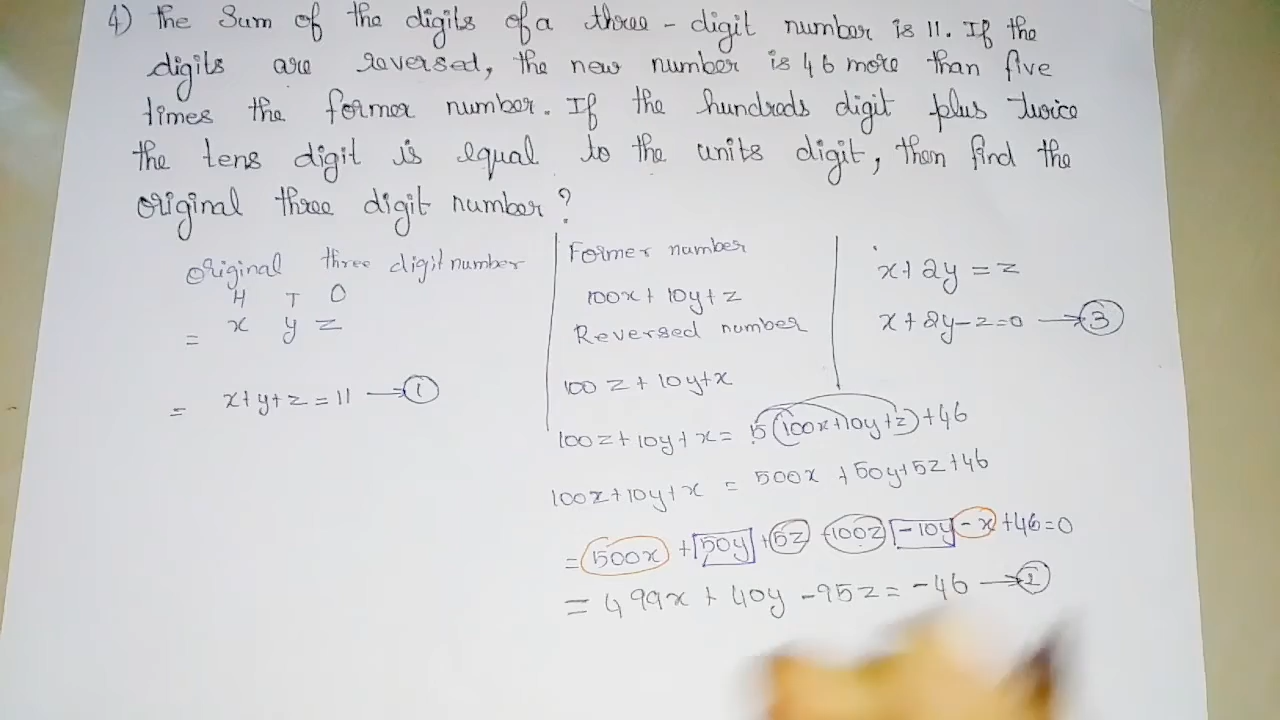 4) The Sum of the digits of a three - digit number is 11. If the
digits are reversed, the new number is 46 more than five
times the former number. If the hundreds digit plus twice
the tens digit is equal to the units digit, then find the
original three digit number?
original three digit number
H T O
= x y z
= x+y+z = 11 → ①
Former number
100x + 10y + z
Reversed number
100z + 10y + x
x + 2y = z
x + 2y - z = 0 → ③
100z + 10y + x = 5(100x+10y+z)+46
100z + 10y + x = 500x + 50y + 5z + 46
= 500x + 50y + 5z -100z -10y - x + 46 = 0
= 499x + 40y - 95z = -46 → ②